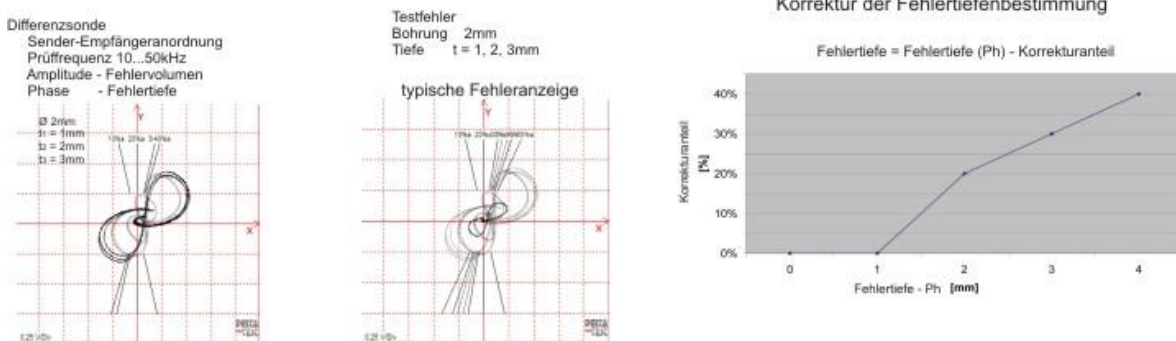 Differenzsonde
Sender-Empfängeranordnung
Prüffrequenz 10...50kHz
Amplitude - Fehlervolumen
Phase - Fehlertiefe
Ø 2mm
t₁ = 1mm
t₂ = 2mm
t₃ = 3mm
Y
X
Testfehler
Bohrung 2mm
Tiefe t = 1, 2, 3mm
typische Fehleranzeige
Y
X
Korrektur der Fehlertiefenbestimmung
Fehlertiefe = Fehlertiefe (Ph) - Korrekturanteil
Korrekturanteil
[%]
40%
30%
20%
10%
0%
0 1 2 3 4
Fehlertiefe - Ph [mm]